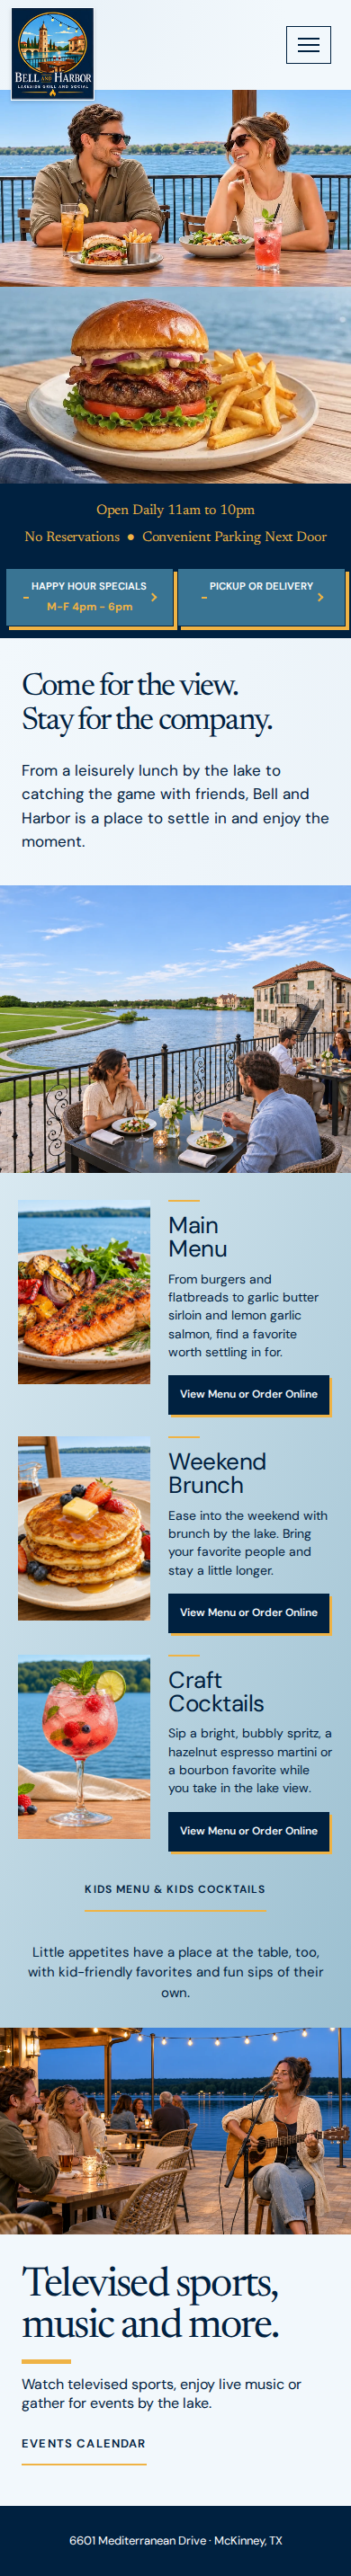 BELL AND HARBOR
LAKESIDE GRILL AND SOCIAL
Open Daily 11am to 10pm
No Reservations ● Convenient Parking Next Door
HAPPY HOUR SPECIALS
M-F 4pm - 6pm
PICKUP OR DELIVERY
Come for the view.
Stay for the company.
From a leisurely lunch by the lake to
catching the game with friends, Bell and
Harbor is a place to settle in and enjoy the
moment.
Main
Menu
From burgers and
flatbreads to garlic butter
sirloin and lemon garlic
salmon, find a favorite
worth settling in for.
View Menu or Order Online
Weekend
Brunch
Ease into the weekend with
brunch by the lake. Bring
your favorite people and
stay a little longer.
View Menu or Order Online
Craft
Cocktails
Sip a bright, bubbly spritz, a
hazelnut espresso martini or
a bourbon favorite while
you take in the lake view.
View Menu or Order Online
KIDS MENU & KIDS COCKTAILS
Little appetites have a place at the table, too,
with kid-friendly favorites and fun sips of their
own.
Televised sports,
music and more.
Watch televised sports, enjoy live music or
gather for events by the lake.
EVENTS CALENDAR
6601 Mediterranean Drive · McKinney, TX